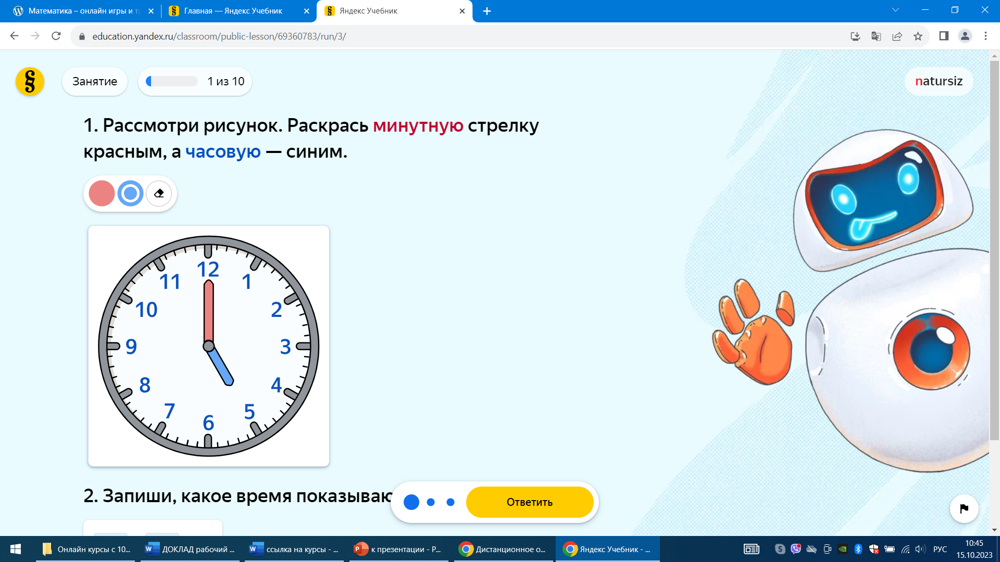 Математика – онлайн игры и т
Главная — Яндекс Учебник
Яндекс Учебник
education.yandex.ru/classroom/public-lesson/69360783/run/3/
Занятие
1 из 10
natursiz
1. Рассмотри рисунок. Раскрась минутную стрелку
красным, а часовую — синим.
12
11
1
10
2
9
3
8
4
7
5
6
2. Запиши, какое время показываю
Ответить
Онлайн курсы с 10...
ДОКЛАД рабочий ...
ссылка на курсы - ...
к презентации - P...
Дистанционное о...
Яндекс Учебник - ...
РУС
10:45
15.10.2023